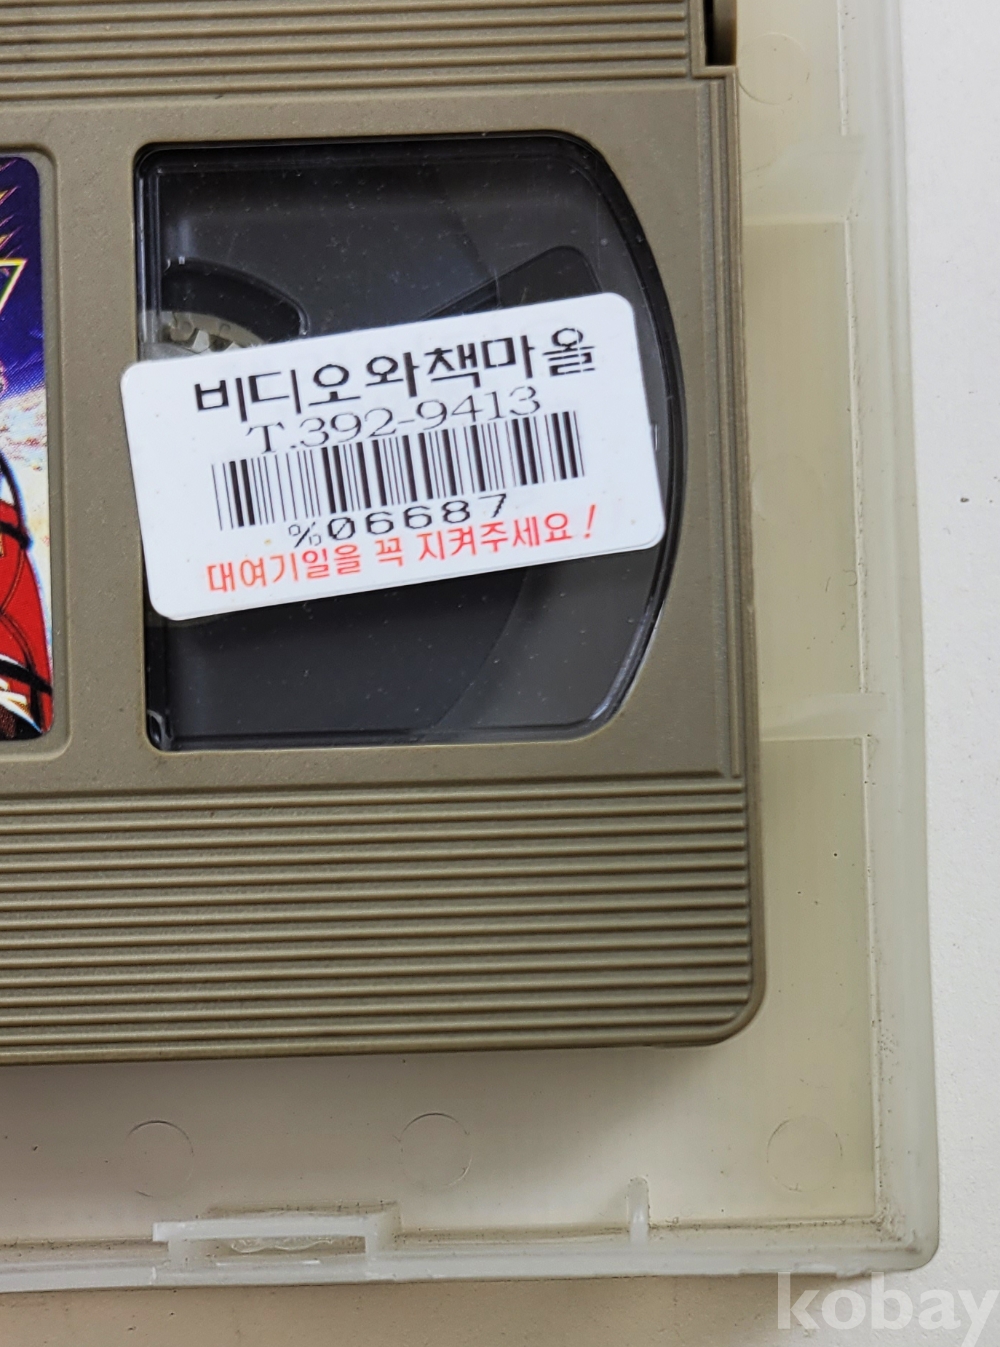 비디오와책마을
T.392-9413
%06687
대여기일을 꼭 지켜주세요!
kobay